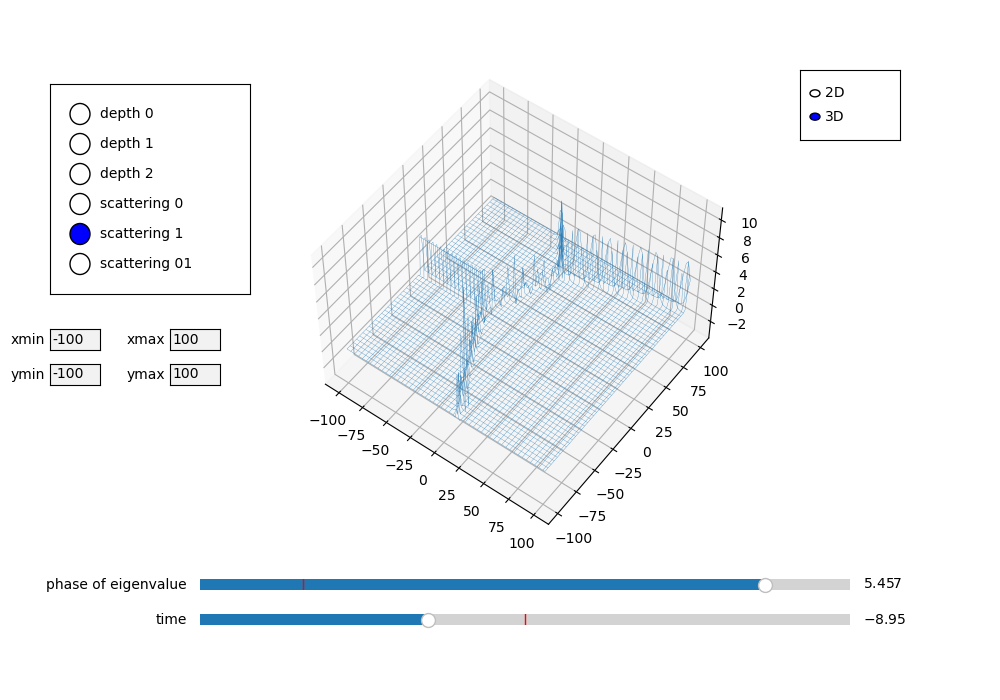 depth 0
depth 1
depth 2
scattering 0
scattering 1
scattering 01
2D
3D
xmin -100 xmax 100
ymin -100 ymax 100
10
8
6
4
2
0
−2
−100
−75
−50
−25
0
25
50
75
100
100
75
50
25
0
−25
−50
−75
−100
phase of eigenvalue 5.457
time −8.95